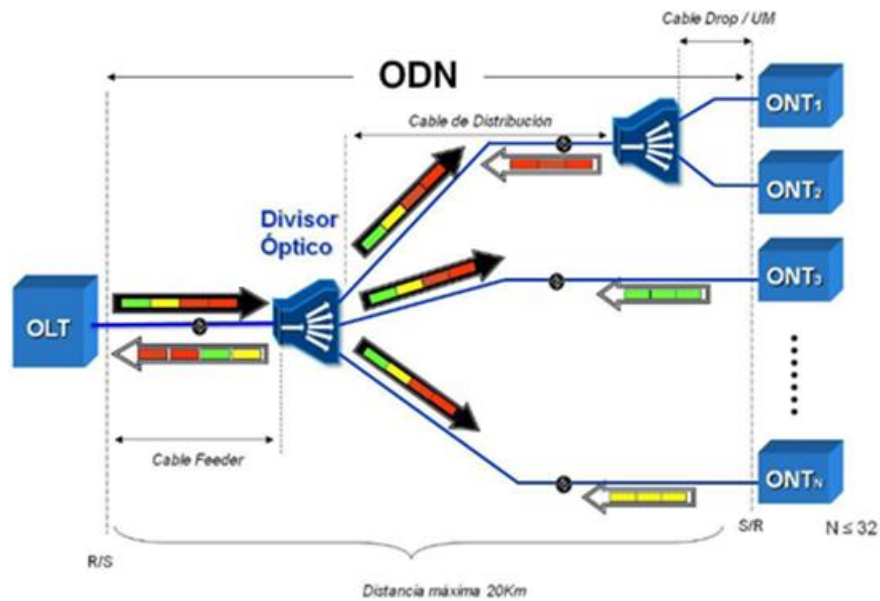 Cable Drop / UM
ODN
ONT1
Cable de Distribución
ONT2
Divisor
Óptico
ONT3
OLT
Cable Feeder
ONTN
S/R
N ≤ 32
R/S
Distancia máxima 20Km